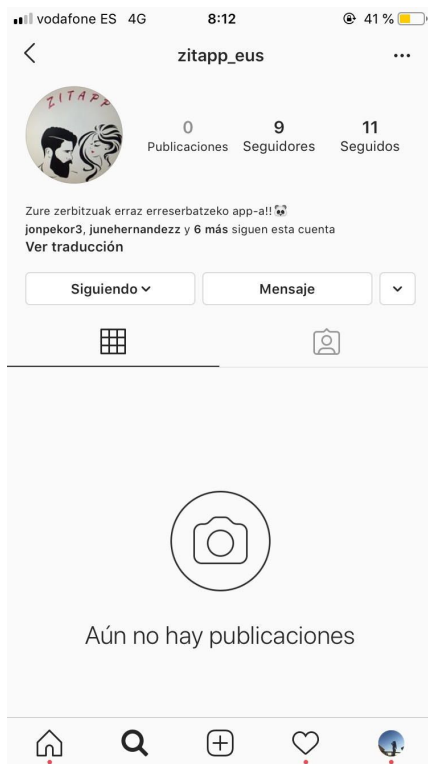 vodafone ES 4G 8:12 41 %
zitapp_eus
ZITAPP
0 9 11
Publicaciones Seguidores Seguidos
Zure zerbitzuak erraz erreserbatzeko app-a!!🐼
jonpekor3, junehernandezz y 6 más siguen esta cuenta
Ver traducción
Siguiendo Mensaje
Aún no hay publicaciones